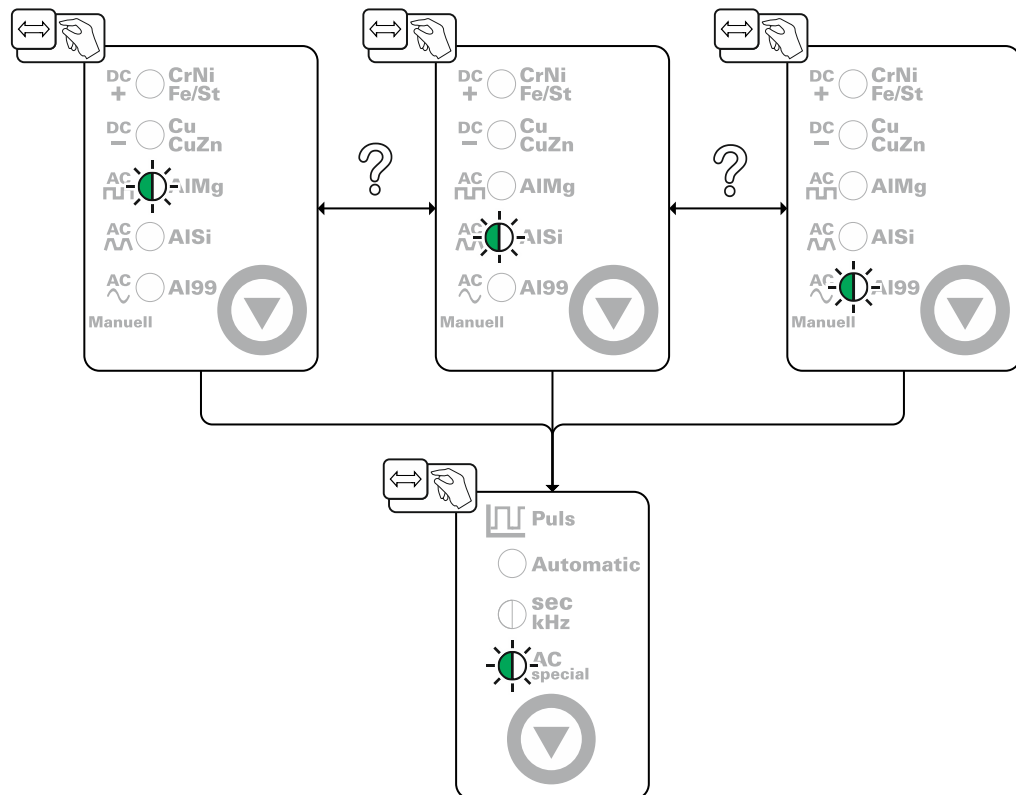 DC + CrNi
Fe/St
DC – Cu
CuZn
AC AlMg
AC AlSi
AC Al99
Manuell
?
DC + CrNi
Fe/St
DC – Cu
CuZn
AC AlMg
AC AlSi
AC Al99
Manuell
?
DC + CrNi
Fe/St
DC – Cu
CuZn
AC AlMg
AC AlSi
AC Al99
Manuell
Puls
Automatic
sec
kHz
AC
special